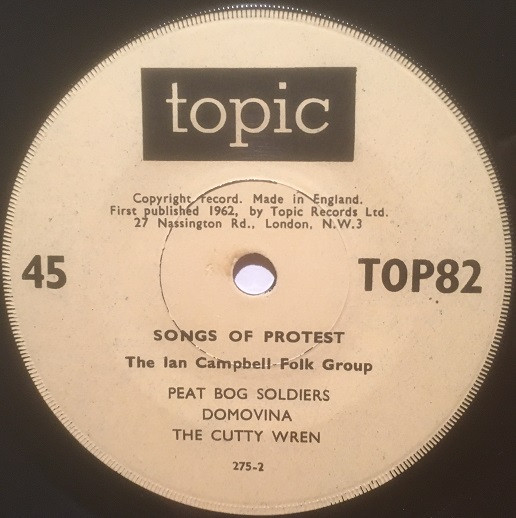 topic
Copyright record. Made in England.
First published 1962, by Topic Records Ltd.
27 Nassington Rd., London, N.W.3
45
TOP82
SONGS OF PROTEST
The Ian Campbell Folk Group
PEAT BOG SOLDIERS
DOMOVINA
THE CUTTY WREN
275-2